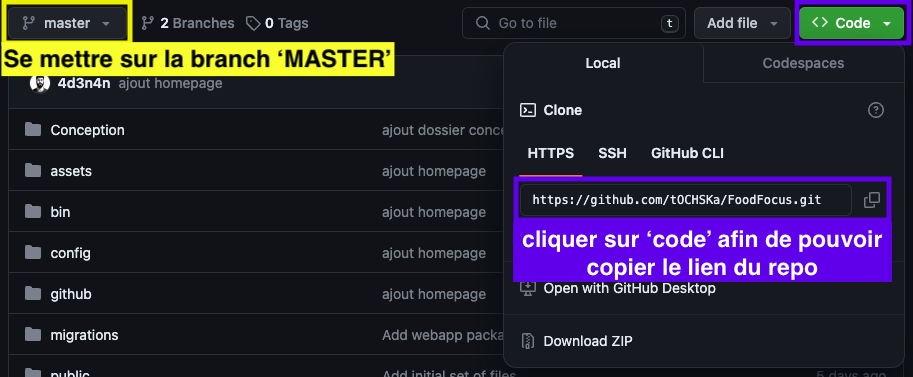 master
2 Branches
0 Tags
Go to file
t
Add file
Code
Se mettre sur la branch ‘MASTER’
Local
Codespaces
4d3n4n ajout homepage
Clone
Conception
ajout dossier conce
HTTPS
SSH
GitHub CLI
assets
ajout homepage
https://github.com/tOCHSKa/FoodFocus.git
bin
ajout homepage
cliquer sur ‘code’ afin de pouvoir
copier le lien du repo
config
ajout homepage
github
ajout homepage
Open with GitHub Desktop
migrations
Add webapp packa
Download ZIP
public
Add initial set of files
5 days ago